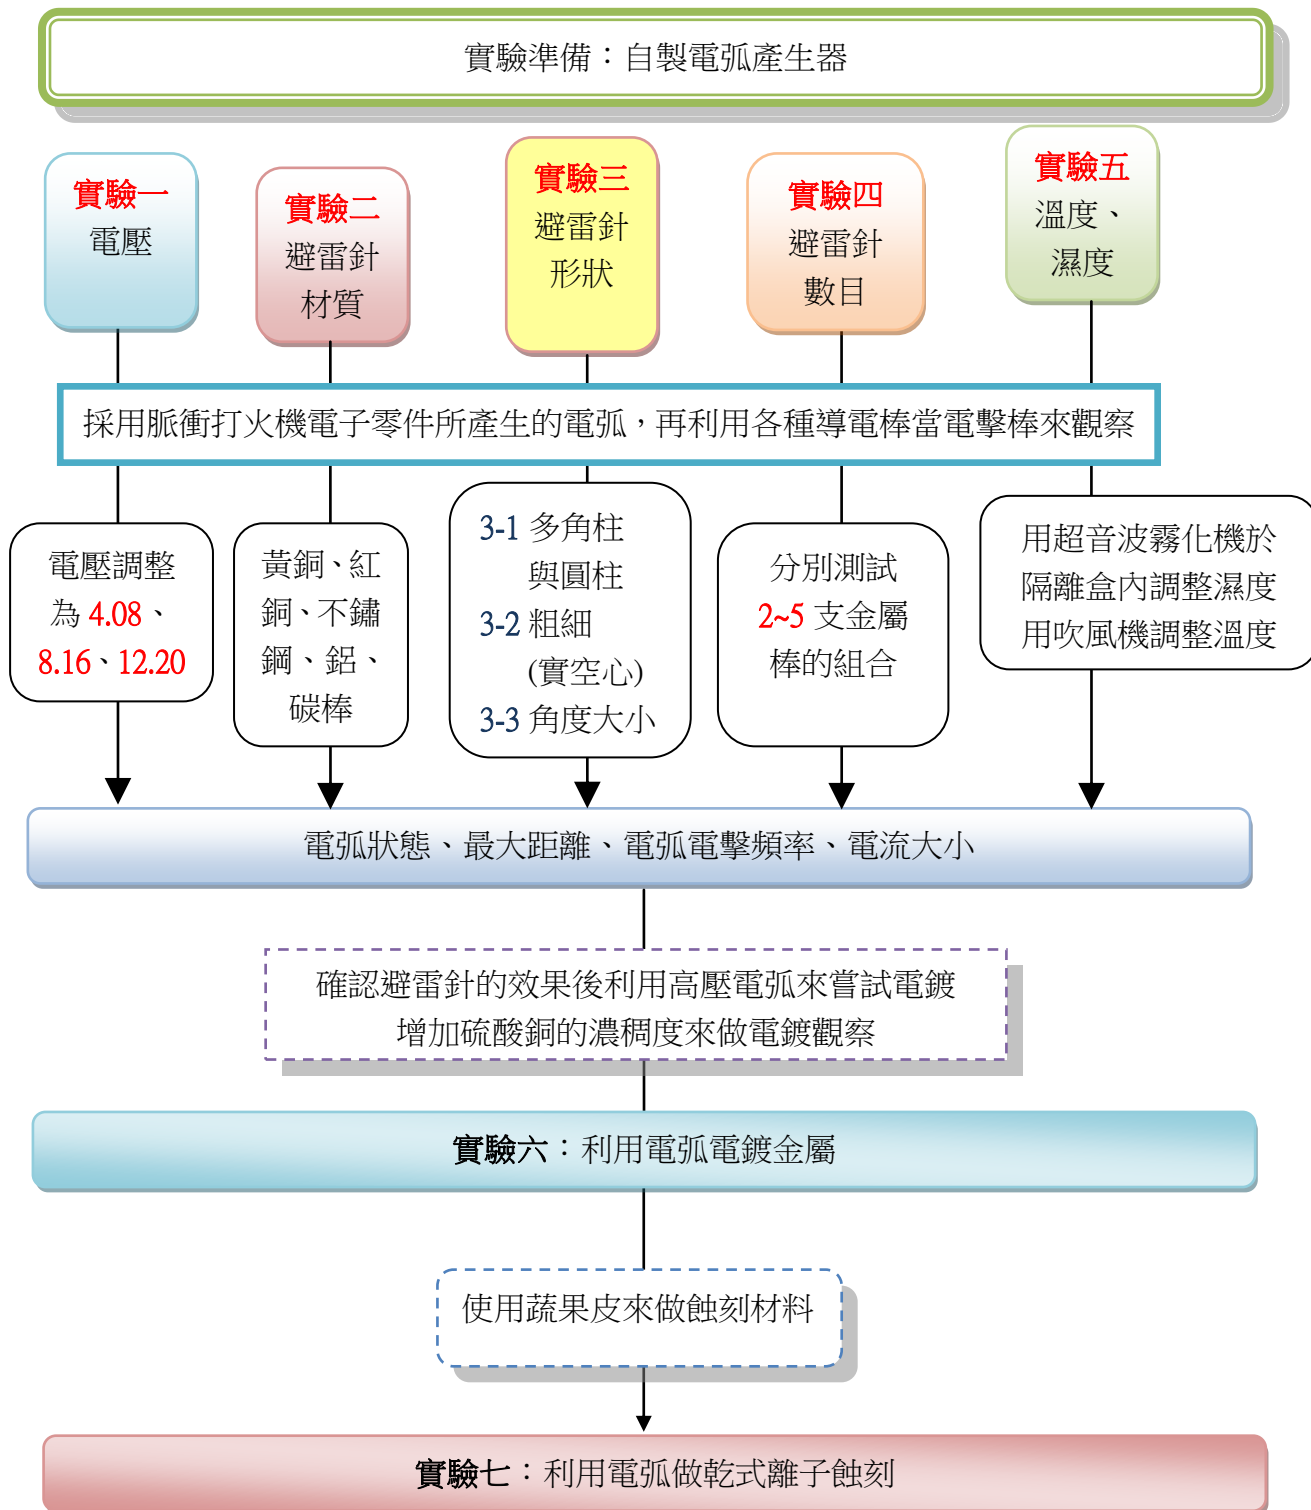 實驗準備：自製電弧產生器
實驗一
電壓
實驗二
避雷針
材質
實驗三
避雷針
形狀
實驗四
避雷針
數目
實驗五
溫度、
濕度
採用脈衝打火機電子零件所產生的電弧，再利用各種導電棒當電擊棒來觀察
電壓調整
為 4.08、
8.16、12.20
黃銅、紅
銅、不鏽
鋼、鋁、
碳棒
3-1 多角柱
與圓柱
3-2 粗細
(實空心)
3-3 角度大小
分別測試
2~5 支金屬
棒的組合
用超音波霧化機於
隔離盒內調整濕度
用吹風機調整溫度
電弧狀態、最大距離、電弧電擊頻率、電流大小
確認避雷針的效果後利用高壓電弧來嘗試電鍍
增加硫酸銅的濃稠度來做電鍍觀察
實驗六：利用電弧電鍍金屬
使用蔬果皮來做蝕刻材料
實驗七：利用電弧做乾式離子蝕刻